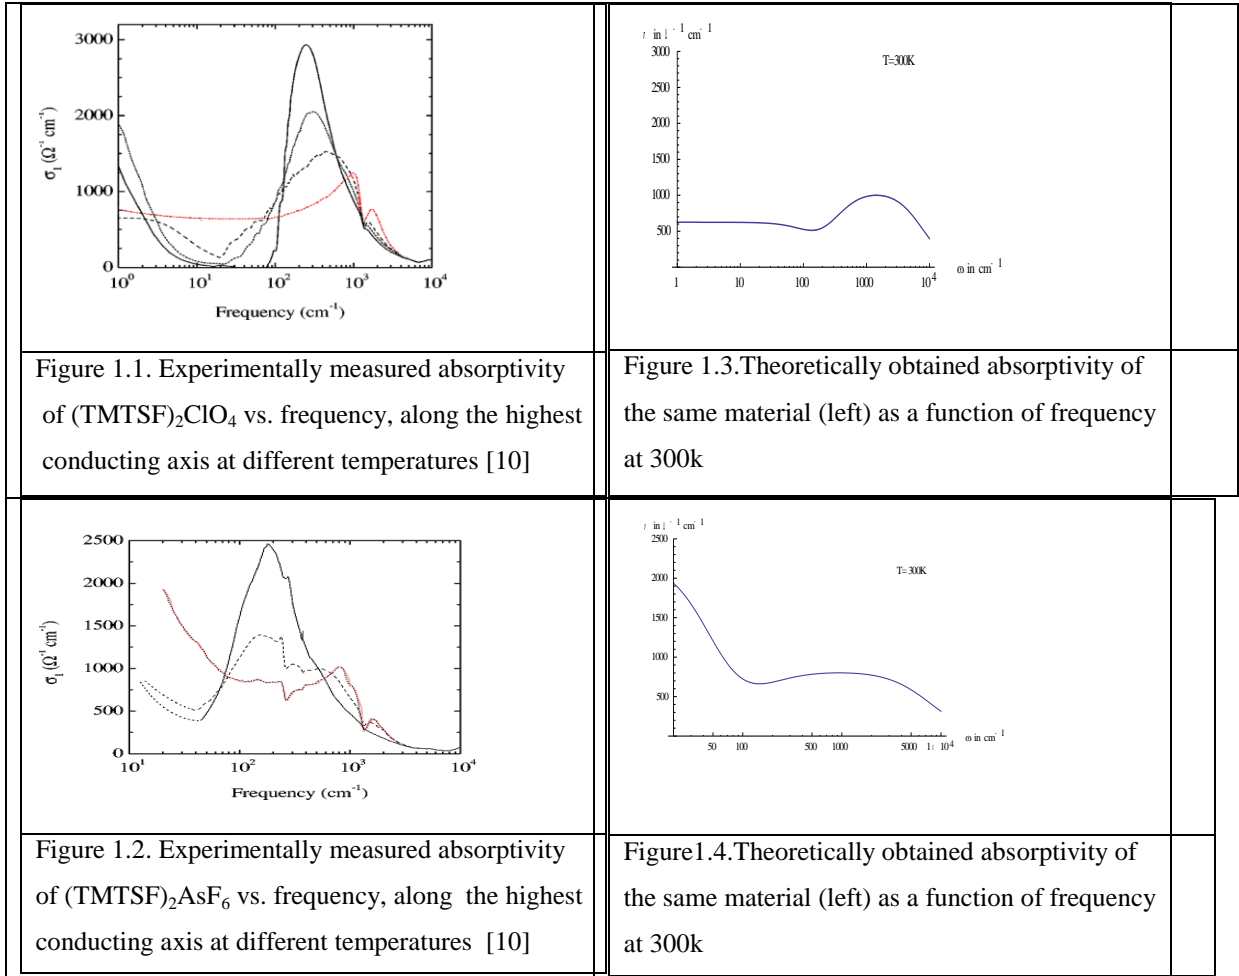 3000
2000
1000
0
σ₁ (Ω⁻¹ cm⁻¹)
10⁰ 10¹ 10² 10³ 10⁴
Frequency (cm⁻¹)
in cm⁻¹
3000
2500
2000
1500
1000
500
T=300K
1 10 100 1000 10⁴
ω in cm⁻¹
Figure 1.1. Experimentally measured absorptivity
of (TMTSF)₂ClO₄ vs. frequency, along the highest
conducting axis at different temperatures [10]
Figure 1.3.Theoretically obtained absorptivity of
the same material (left) as a function of frequency
at 300k
2500
2000
1500
1000
500
0
σ₁ (Ω⁻¹ cm⁻¹)
10¹ 10² 10³ 10⁴
Frequency (cm⁻¹)
in cm⁻¹
2500
2000
1500
1000
500
T=300K
50 100 500 1000 5000 10⁴
ω in cm⁻¹
Figure 1.2. Experimentally measured absorptivity
of (TMTSF)₂AsF₆ vs. frequency, along the highest
conducting axis at different temperatures [10]
Figure1.4.Theoretically obtained absorptivity of
the same material (left) as a function of frequency
at 300k